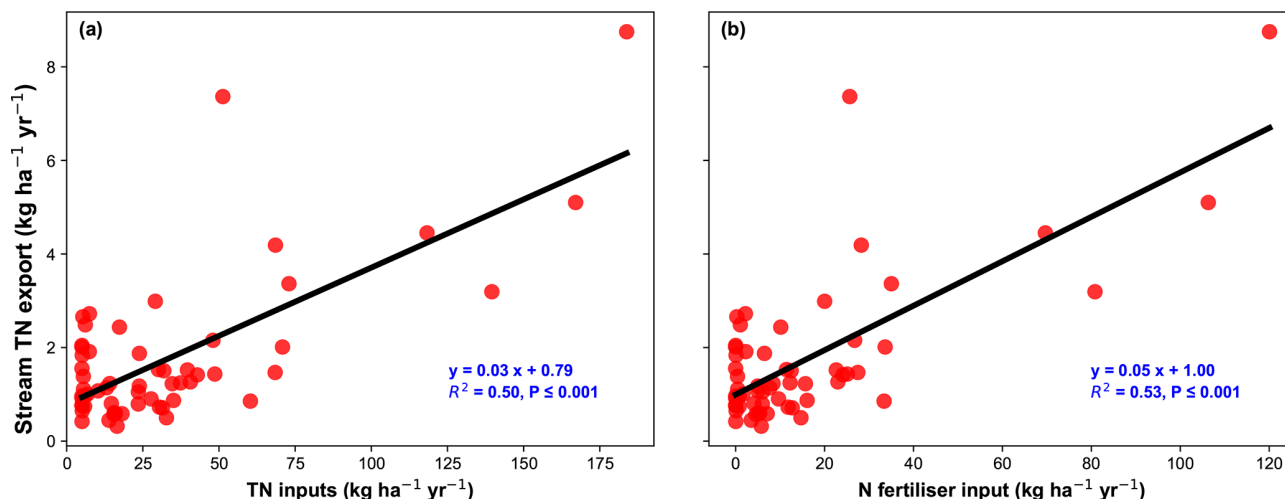 (a)
Stream TN export (kg ha⁻¹ yr⁻¹)
8
6
4
2
0
y = 0.03 x + 0.79
R² = 0.50, P ≤ 0.001
0 25 50 75 100 125 150 175
TN inputs (kg ha⁻¹ yr⁻¹)
(b)
y = 0.05 x + 1.00
R² = 0.53, P ≤ 0.001
0 20 40 60 80 100 120
N fertiliser input (kg ha⁻¹ yr⁻¹)